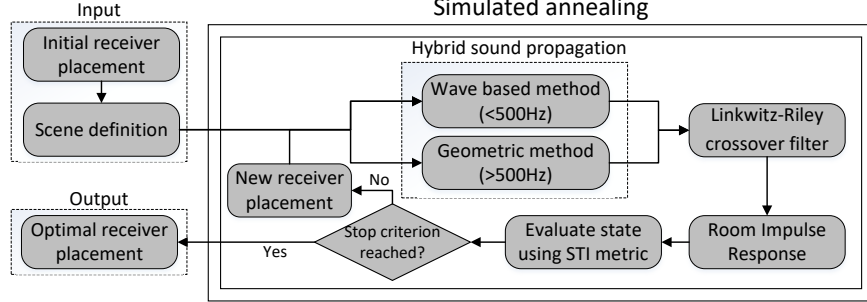 Simulated annealing
Input
Initial receiver
placement
Scene definition
Hybrid sound propagation
Wave based method
(<500Hz)
Geometric method
(>500Hz)
Linkwitz-Riley
crossover filter
New receiver
placement
No
Output
Optimal receiver
placement
Yes
Stop criterion
reached?
Evaluate state
using STI metric
Room Impulse
Response